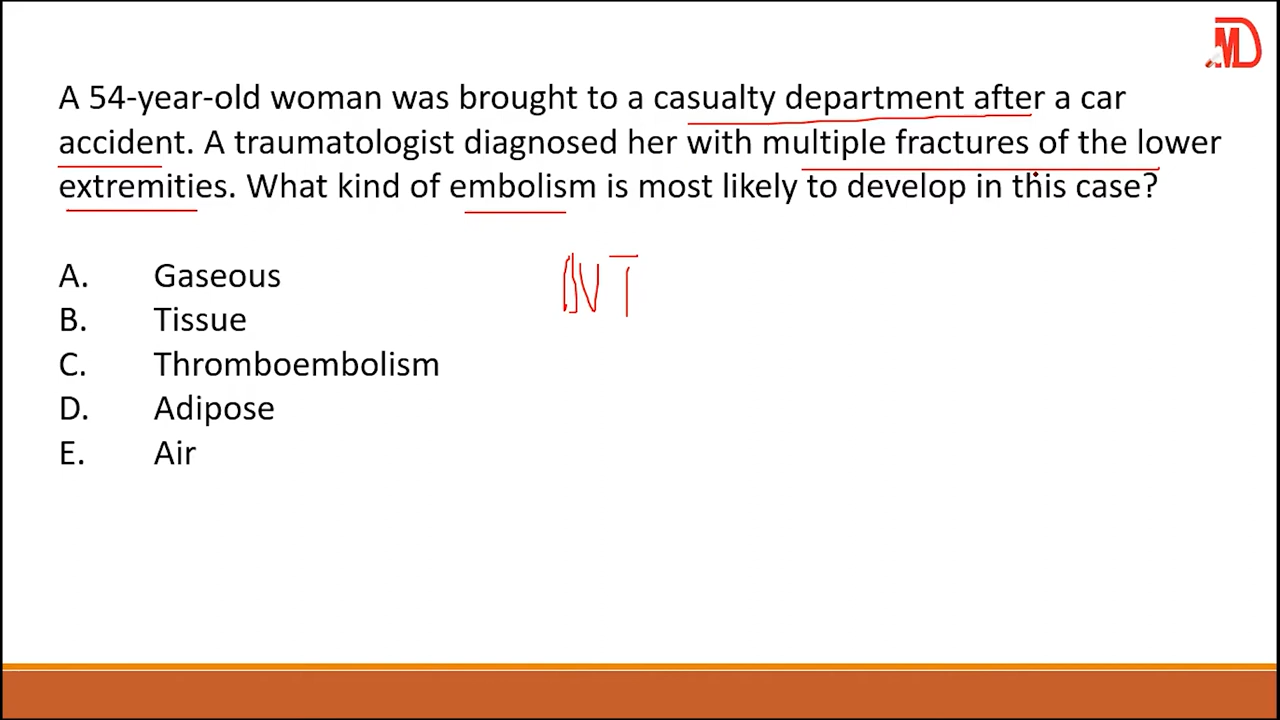 MD
A 54-year-old woman was brought to a casualty department after a car
accident. A traumatologist diagnosed her with multiple fractures of the lower
extremities. What kind of embolism is most likely to develop in this case?
A. Gaseous
B. Tissue
C. Thromboembolism
D. Adipose
E. Air